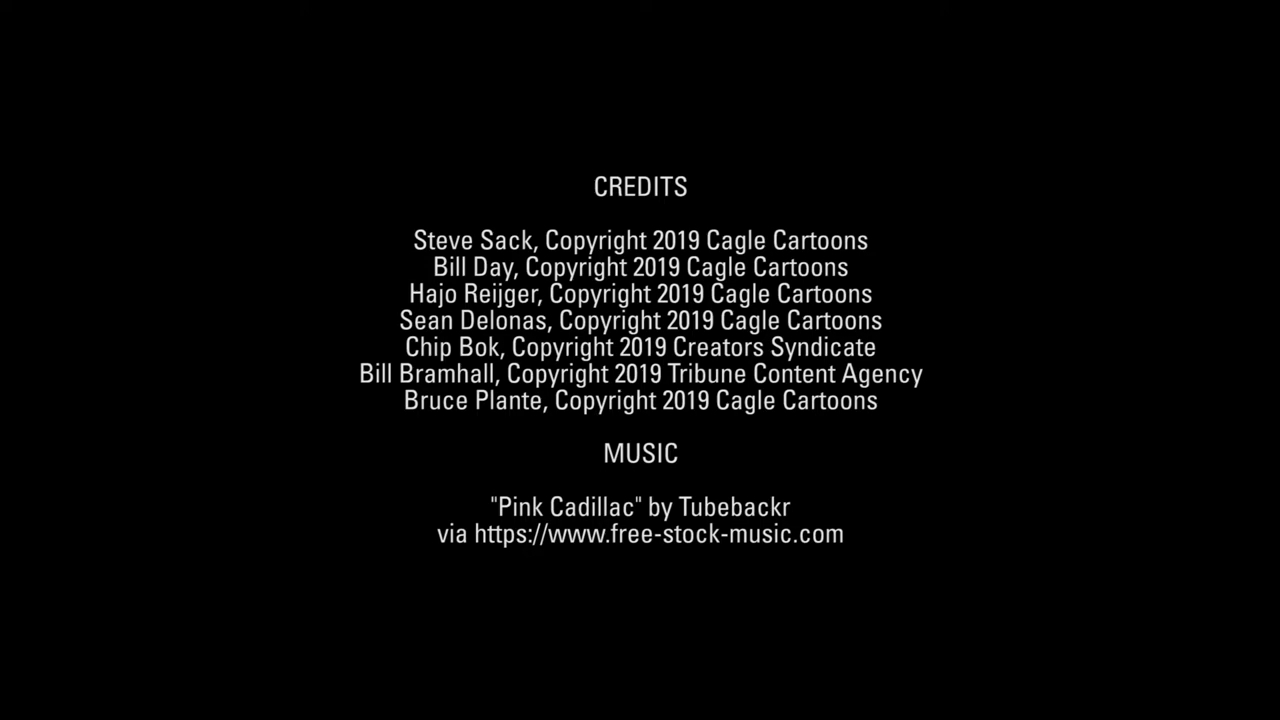 CREDITS
Steve Sack, Copyright 2019 Cagle Cartoons
Bill Day, Copyright 2019 Cagle Cartoons
Hajo Reijger, Copyright 2019 Cagle Cartoons
Sean Delonas, Copyright 2019 Cagle Cartoons
Chip Bok, Copyright 2019 Creators Syndicate
Bill Bramhall, Copyright 2019 Tribune Content Agency
Bruce Plante, Copyright 2019 Cagle Cartoons
MUSIC
"Pink Cadillac" by Tubebackr
via https://www.free-stock-music.com